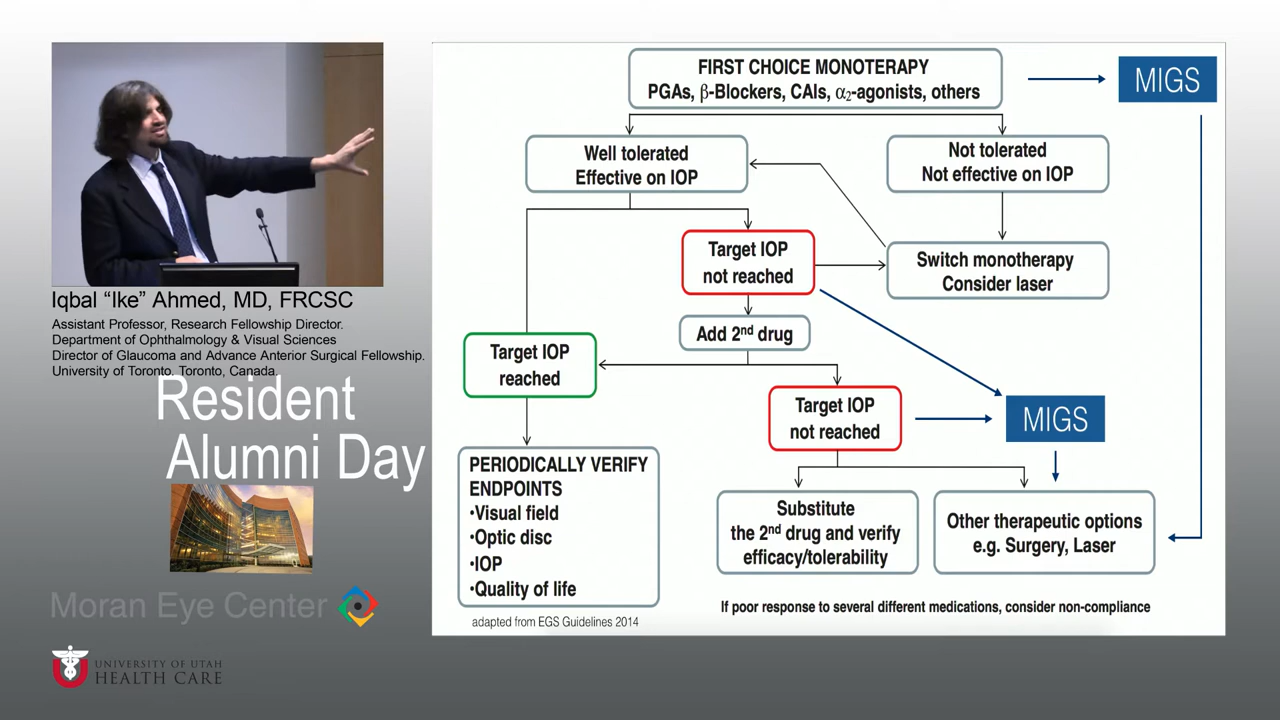 Iqbal “Ike” Ahmed, MD, FRCSC
Assistant Professor, Research Fellowship Director.
Department of Ophthalmology & Visual Sciences
Director of Glaucoma and Advance Anterior Surgical Fellowship.
University of Toronto. Toronto, Canada.
Resident
Alumni Day
Moran Eye Center
U
UNIVERSITY OF UTAH
HEALTH CARE
FIRST CHOICE MONOTERAPY
PGAs, β-Blockers, CAIs, α2-agonists, others
MIGS
Well tolerated
Effective on IOP
Not tolerated
Not effective on IOP
Target IOP
not reached
Switch monotherapy
Consider laser
Add 2nd drug
Target IOP
reached
Target IOP
not reached
MIGS
PERIODICALLY VERIFY
ENDPOINTS
•Visual field
•Optic disc
•IOP
•Quality of life
Substitute
the 2nd drug and verify
efficacy/tolerability
Other therapeutic options
e.g. Surgery, Laser
If poor response to several different medications, consider non-compliance
adapted from EGS Guidelines 2014